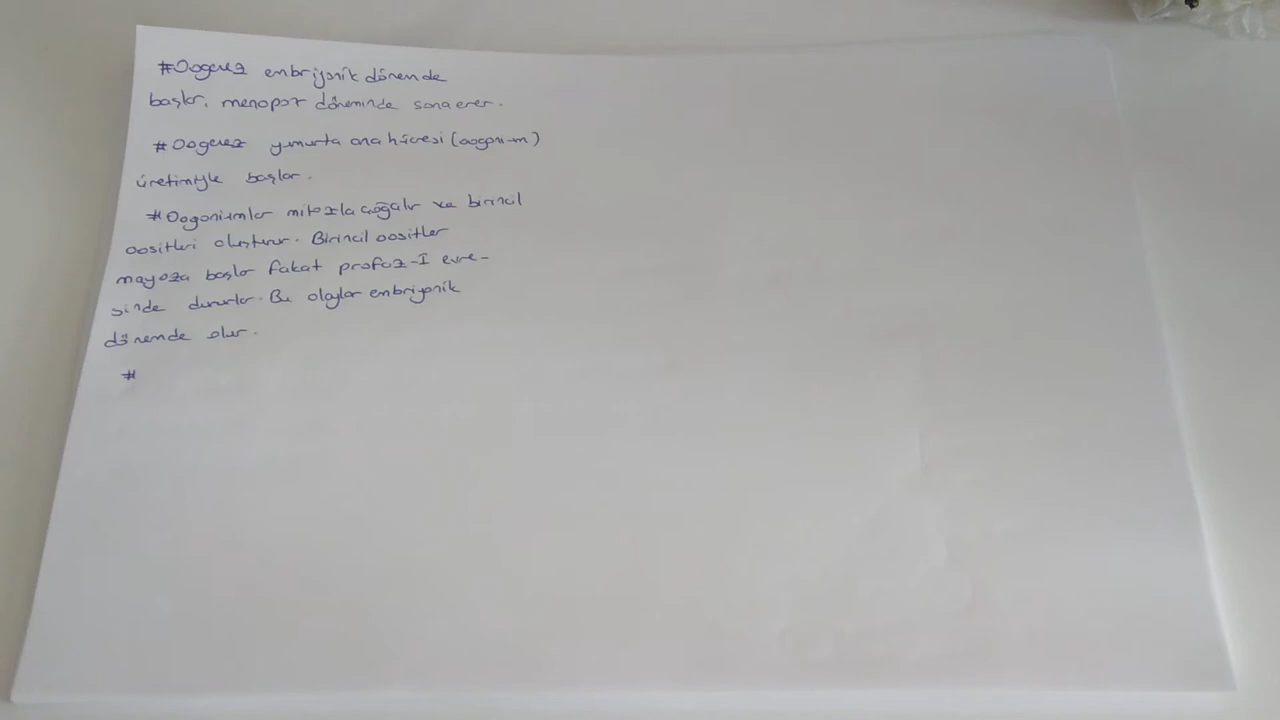 #Oogenez embriyonik dönemde
başlar, menopoz döneminde sona erer.
#Oogenez yumurta ana hücresi (oogonium)
üretimiyle başlar.
#Oogoniumlar mitozla çoğalır ve birincil
oositleri oluşturur. Birincil oositler
mayoza başlar fakat profaz-I evre-
sinde dururlar. Bu olaylar embriyonik
dönemde olur.
#